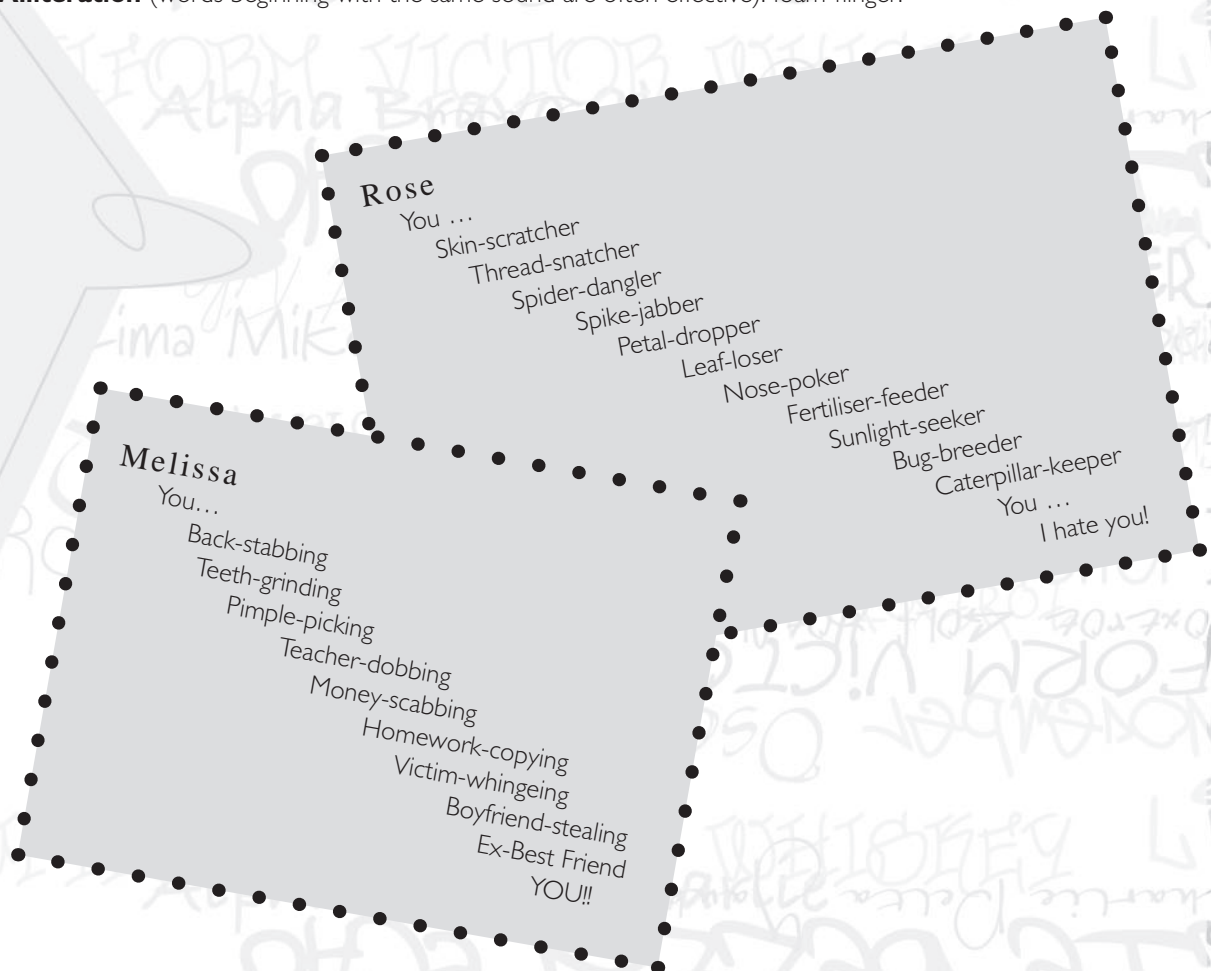 (words beginning with the same sound are often effective):
Rose
You …
Skin-scratcher
Thread-snatcher
Spider-dangler
Spike-jabber
Petal-dropper
Leaf-loser
Nose-poker
Fertiliser-feeder
Sunlight-seeker
Bug-breeder
Caterpillar-keeper
You …
I hate you!
Melissa
You…
Back-stabbing
Teeth-grinding
Pimple-picking
Teacher-dobbing
Money-scabbing
Homework-copying
Victim-whingeing
Boyfriend-stealing
Ex-Best Friend
YOU!!